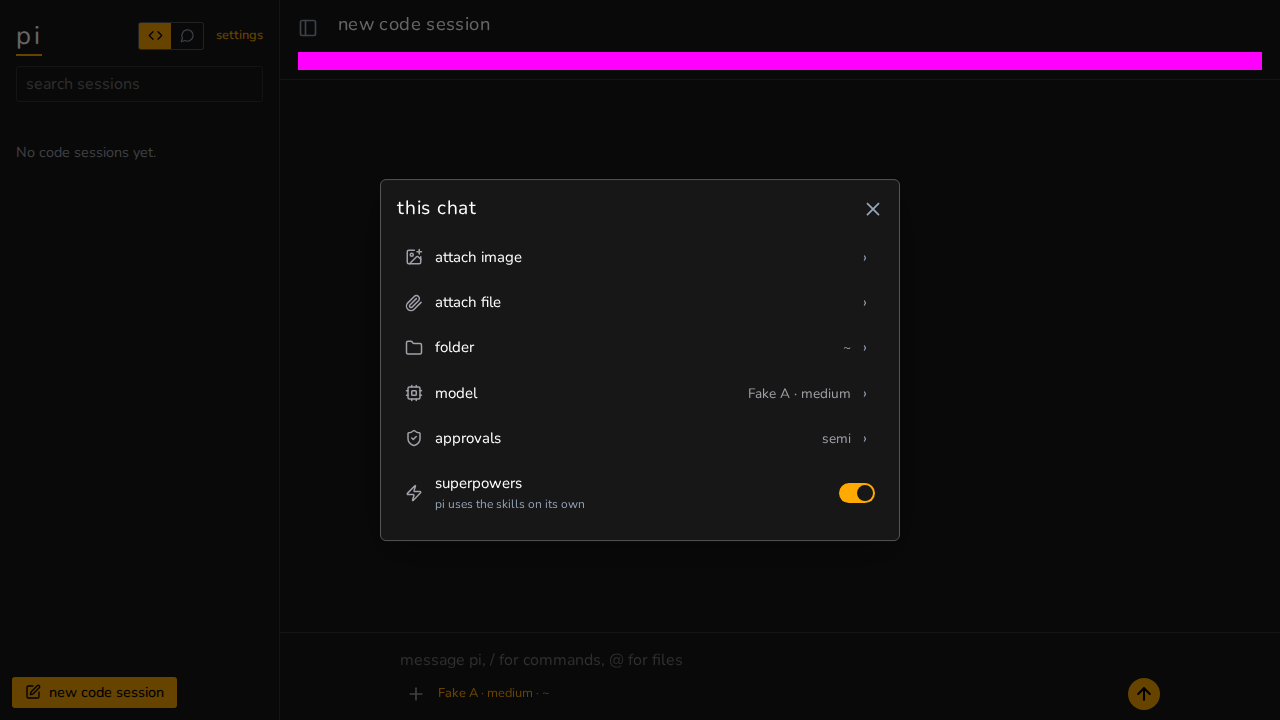 pi
settings
search sessions
No code sessions yet.
new code session
new code session
this chat
attach image
attach file
folder ~
model Fake A · medium
approvals semi
superpowers
pi uses the skills on its own
message pi, / for commands, @ for files
Fake A · medium · ~